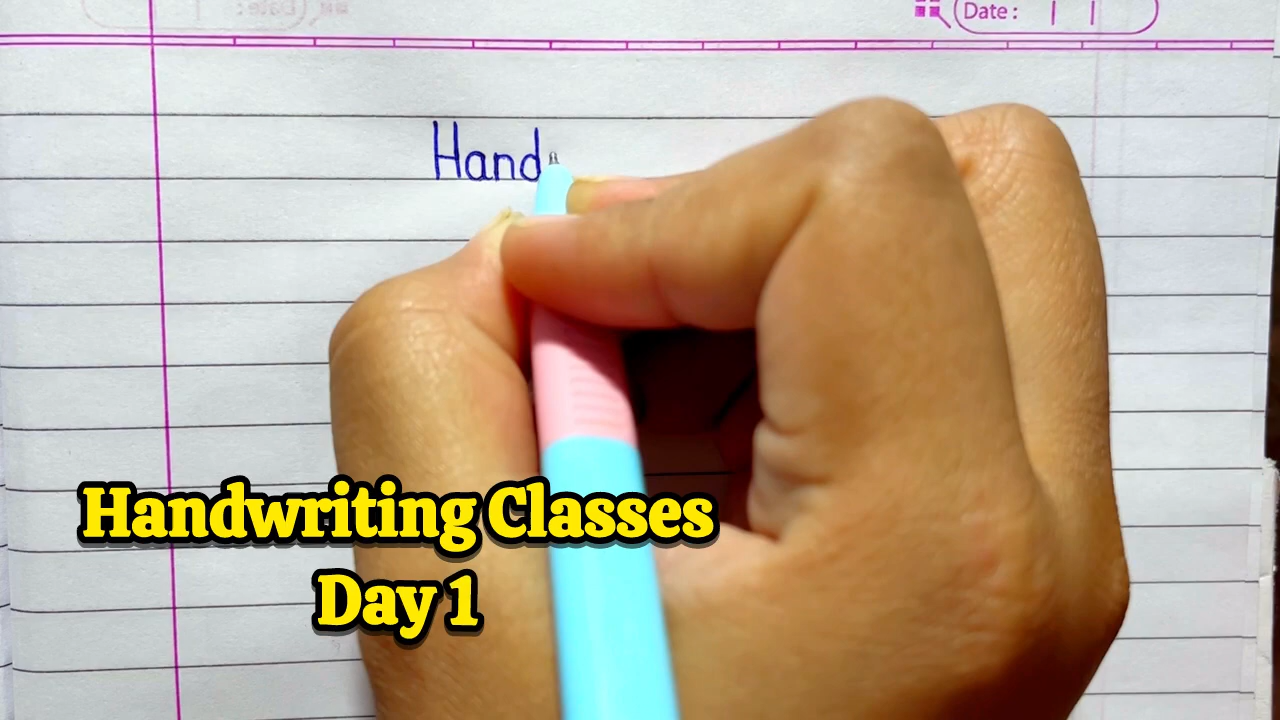 Date :
Hand
Handwriting Classes
Day 1